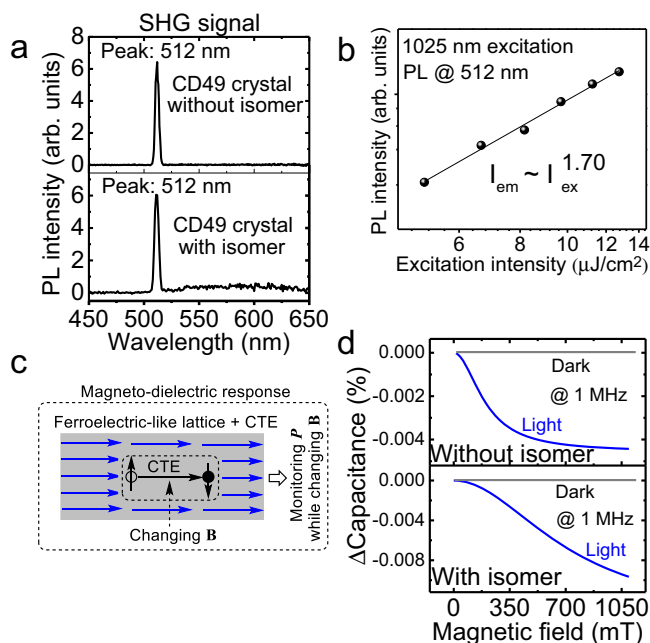 a
SHG signal
Peak: 512 nm
CD49 crystal
without isomer
6
4
2
0
Peak: 512 nm
CD49 crystal
with isomer
6
4
2
0
450 500 550 600 650
Wavelength (nm)
PL intensity (arb. units)
b
1025 nm excitation
PL @ 512 nm
I_em ~ I_ex^1.70
PL intensity (arb. units)
6 8 10 12 14
Excitation intensity (μJ/cm²)
c
Magneto-dielectric response
Ferroelectric-like lattice + CTE
CTE
Changing B
Monitoring P
while changing B
d
0.000
-0.002
-0.004
Dark
@ 1 MHz
Light
Without isomer
0.000
-0.004
-0.008
Dark
@ 1 MHz
Light
With isomer
ΔCapacitance (%)
0 350 700 1050
Magnetic field (mT)